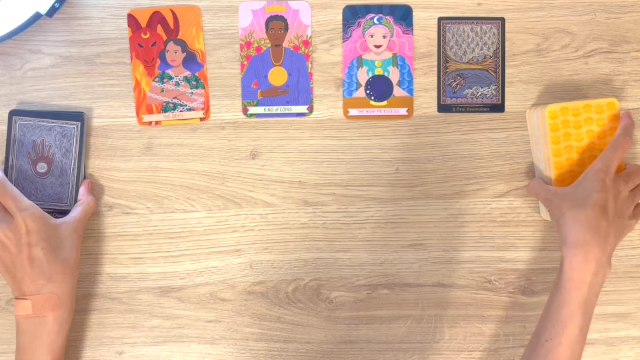 THE DEVIL
KING of COINS
THE HIGH PRIESTESS